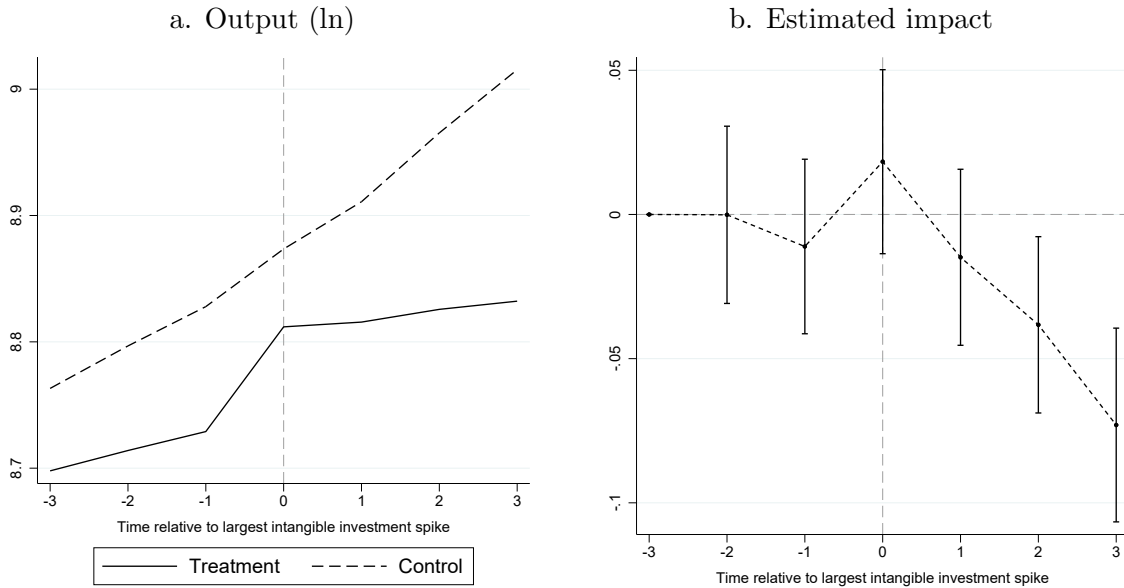 a. Output (ln)
9
8.9
8.8
8.7
-3 -2 -1 0 1 2 3
Time relative to largest intangible investment spike
Treatment Control
b. Estimated impact
.05
0
-.05
-.1
-3 -2 -1 0 1 2 3
Time relative to largest intangible investment spike